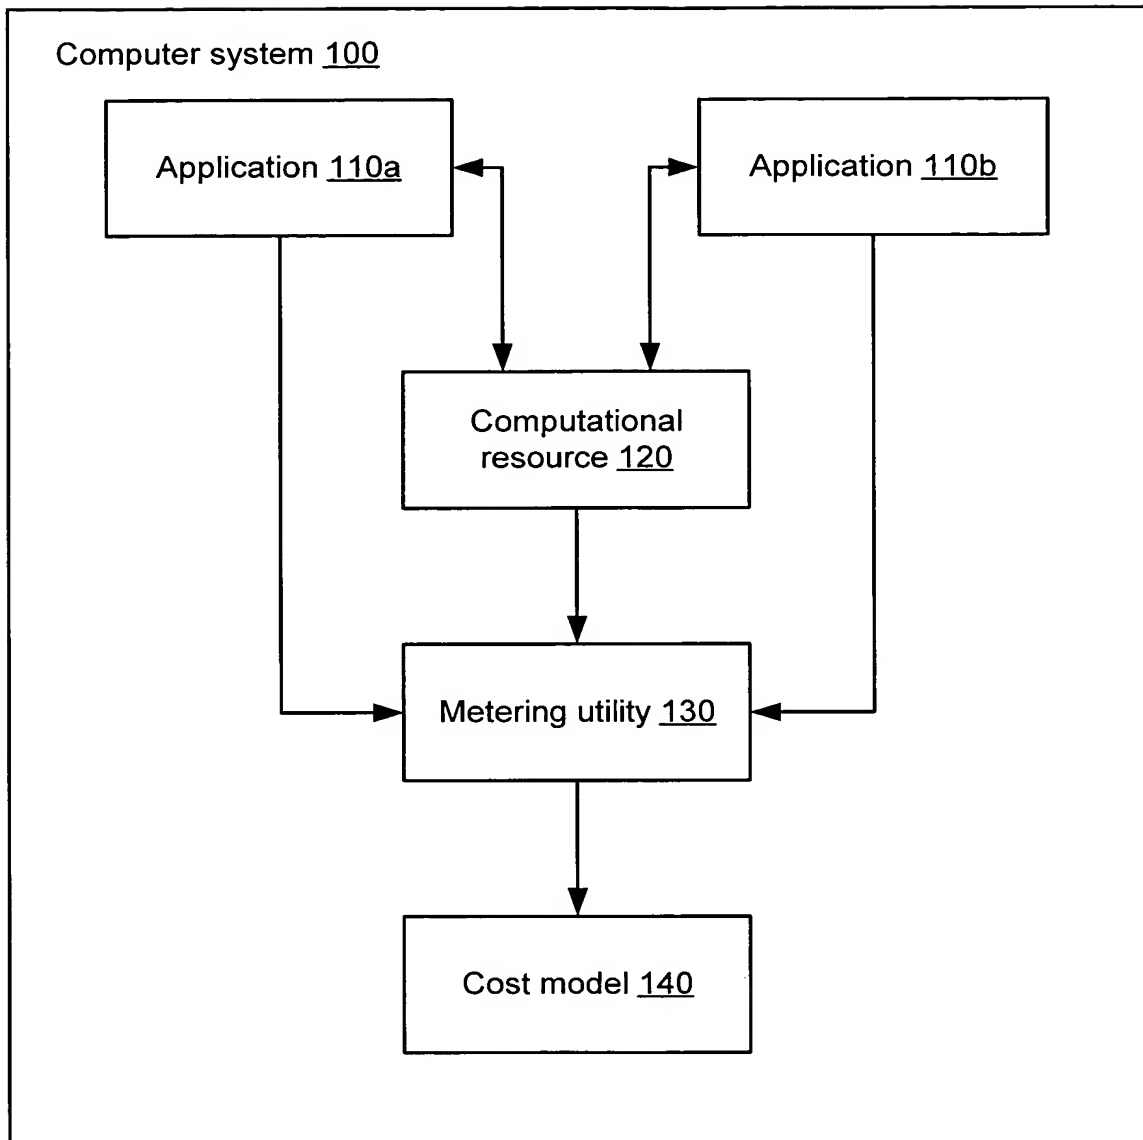 Computer system 100
Application 110a
Application 110b
Computational
resource 120
Metering utility 130
Cost model 140